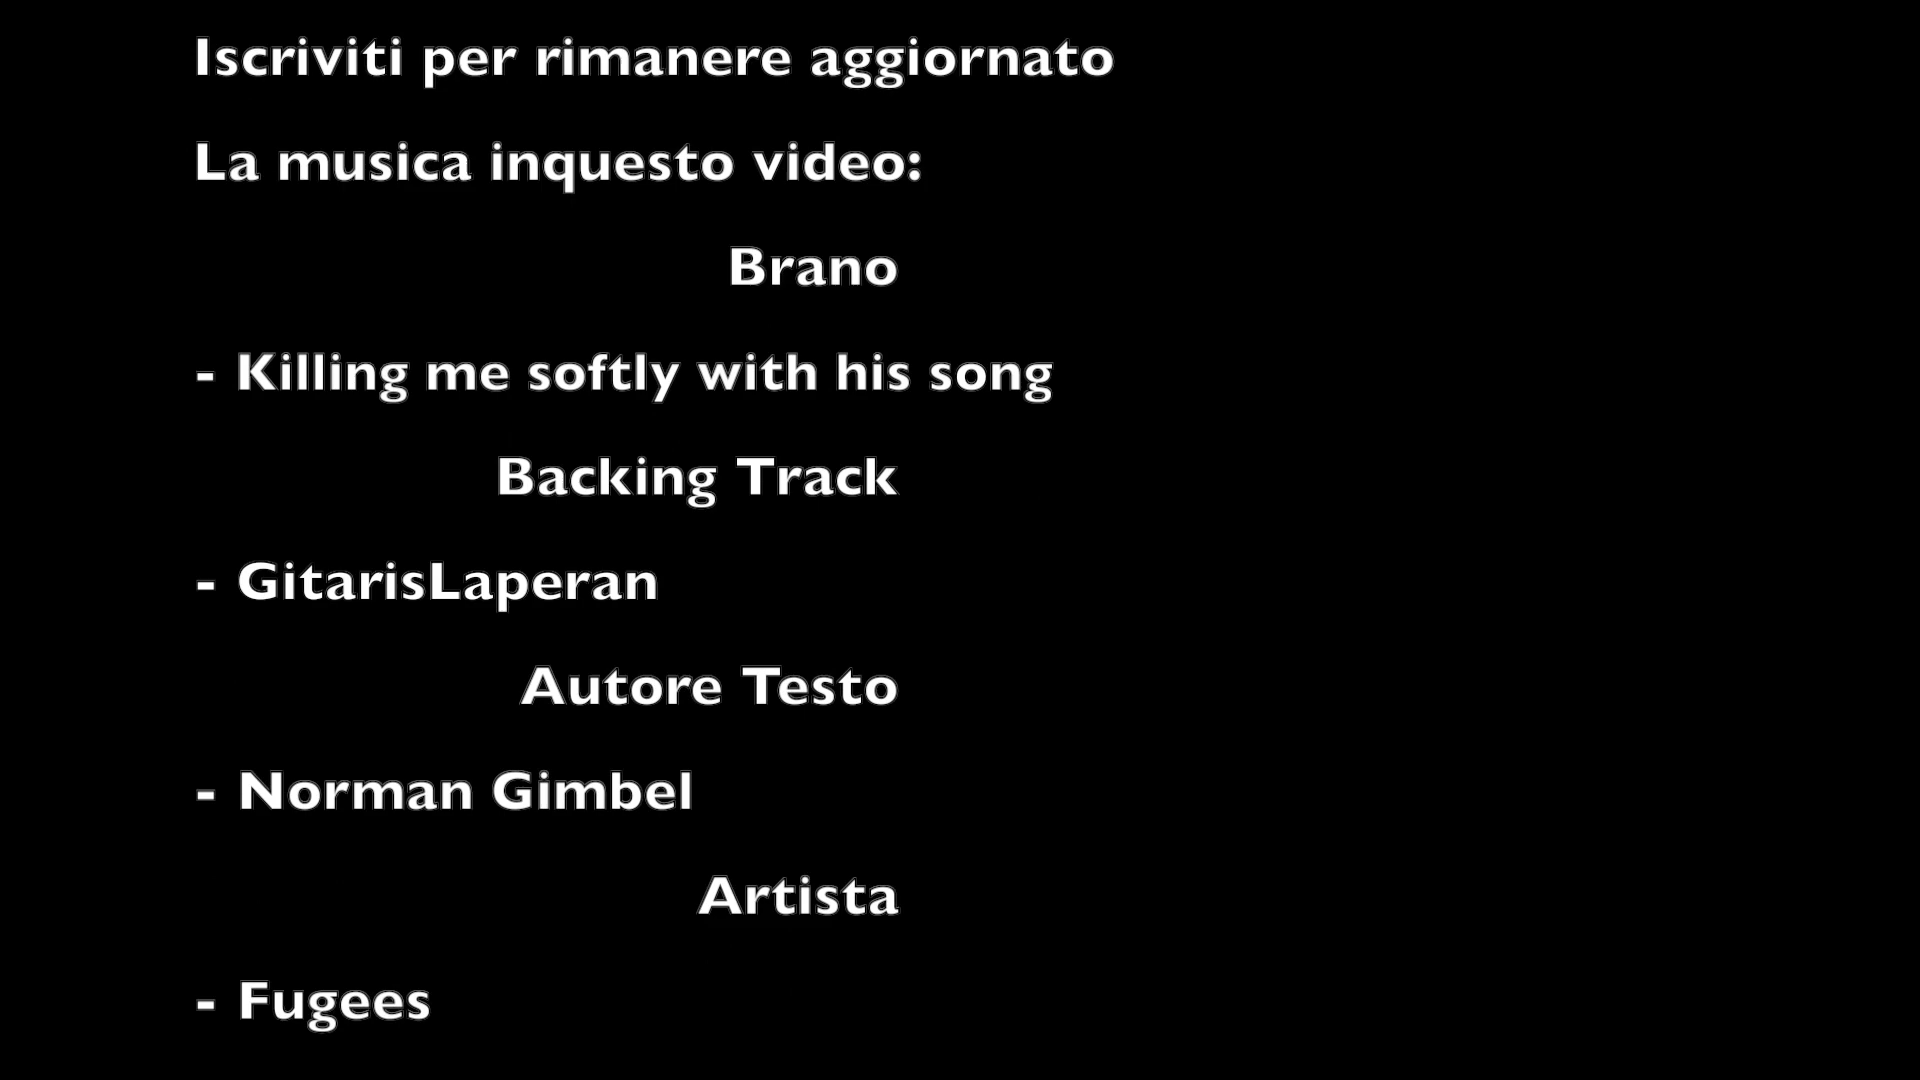 Iscriviti per rimanere aggiornato
La musica inquesto video:
Brano
- Killing me softly with his song
Backing Track
- GitarisLaperan
Autore Testo
- Norman Gimbel
Artista
- Fugees